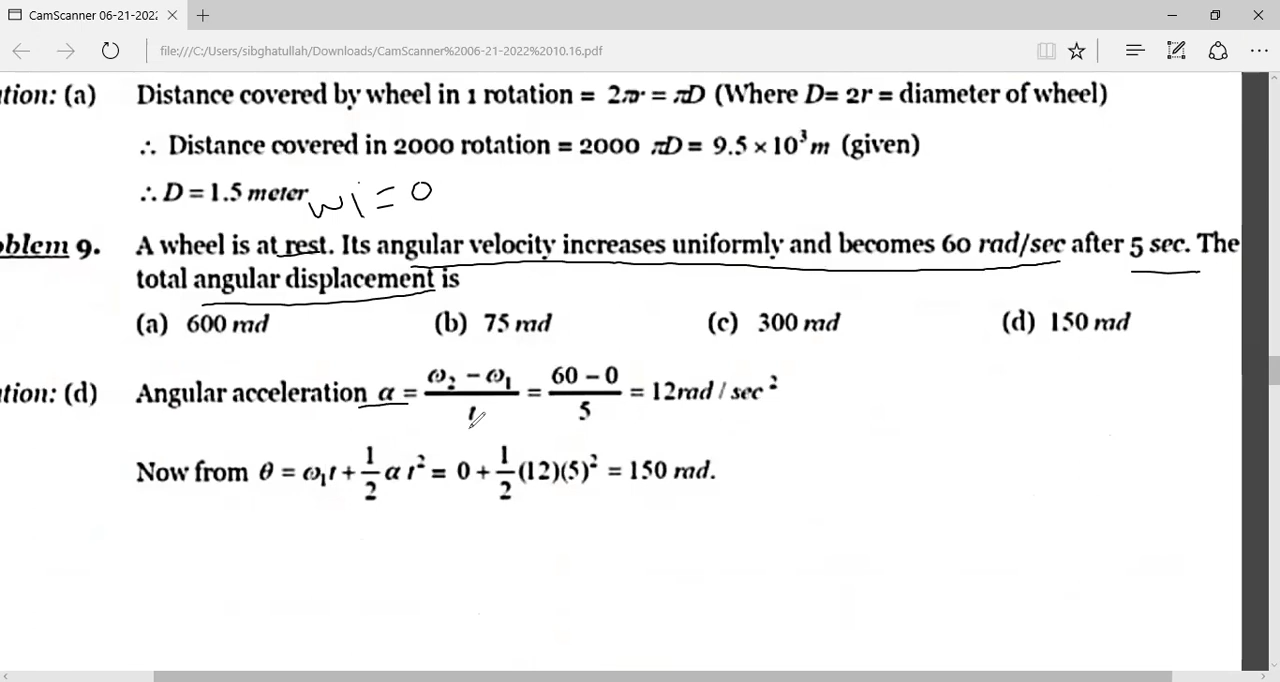 CamScanner 06-21-202
file:///C:/Users/sibghatullah/Downloads/CamScanner%2006-21-2022%2010.16.pdf
tion: (a) Distance covered by wheel in 1 rotation = 2πr = πD (Where D= 2r = diameter of wheel)
∴ Distance covered in 2000 rotation = 2000 πD = 9.5 × 10³ m (given)
∴ D = 1.5 meter wi = 0
oblem 9. A wheel is at rest. Its angular velocity increases uniformly and becomes 60 rad/sec after 5 sec. The
total angular displacement is
(a) 600 rad (b) 75 rad (c) 300 rad (d) 150 rad
tion: (d) Angular acceleration α = (ω₂ − ω₁)/t = (60 − 0)/5 = 12rad / sec²
Now from θ = ω₁t + 1/2 α t² = 0 + 1/2 (12)(5)² = 150 rad.